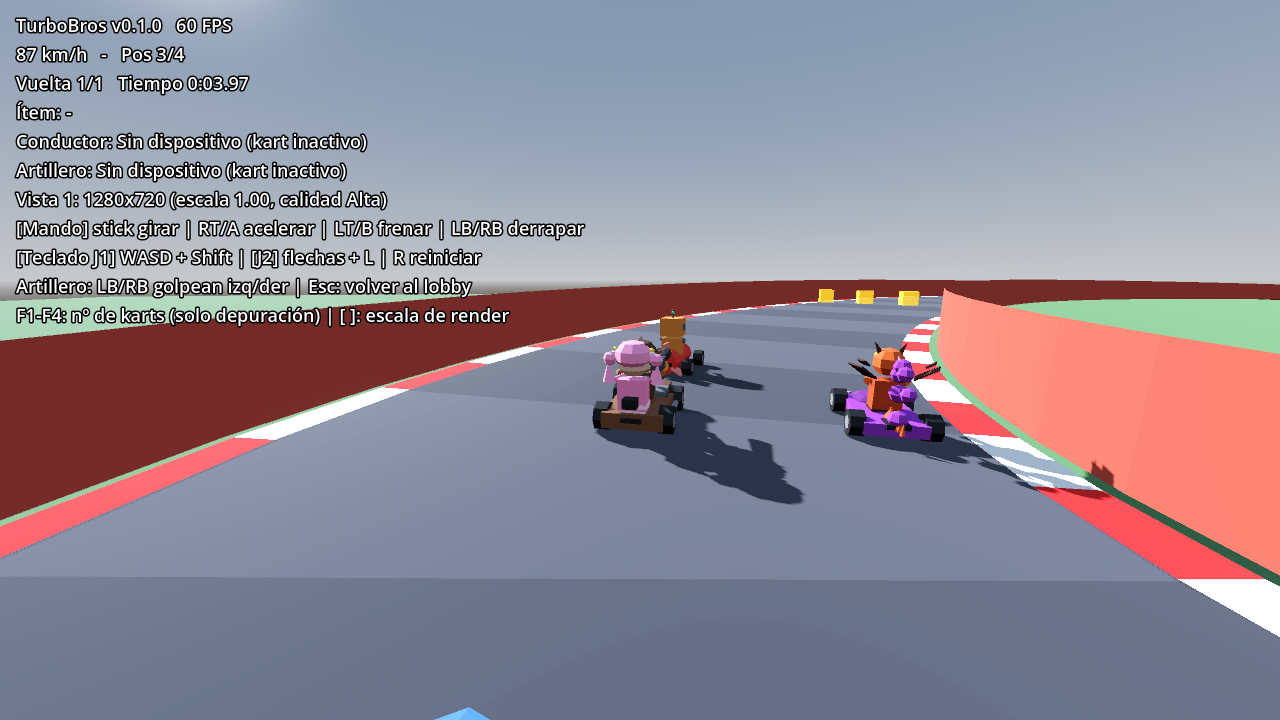 TurboBros v0.1.0   60 FPS
87 km/h  -  Pos 3/4
Vuelta 1/1   Tiempo 0:03.97
Ítem: -
Conductor: Sin dispositivo (kart inactivo)
Artillero: Sin dispositivo (kart inactivo)
Vista 1: 1280x720 (escala 1.00, calidad Alta)
[Mando] stick girar | RT/A acelerar | LT/B frenar | LB/RB derrapar
[Teclado J1] WASD + Shift | [J2] flechas + L | R reiniciar
Artillero: LB/RB golpean izq/der | Esc: volver al lobby
F1-F4: nº de karts (solo depuración) | [ ]: escala de render